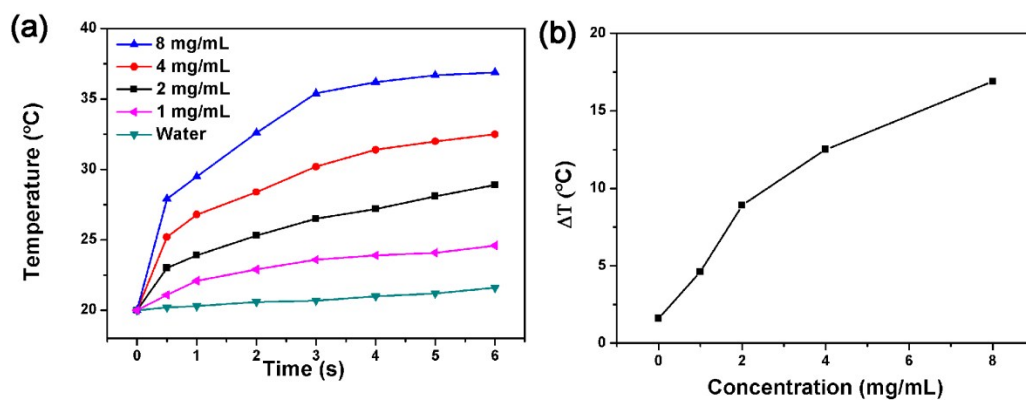 (a)
40
35
30
25
20
Temperature (°C)
8 mg/mL
4 mg/mL
2 mg/mL
1 mg/mL
Water
0 1 2 3 4 5 6
Time (s)
(b)
20
15
10
5
0
ΔT (°C)
0 2 4 6 8
Concentration (mg/mL)